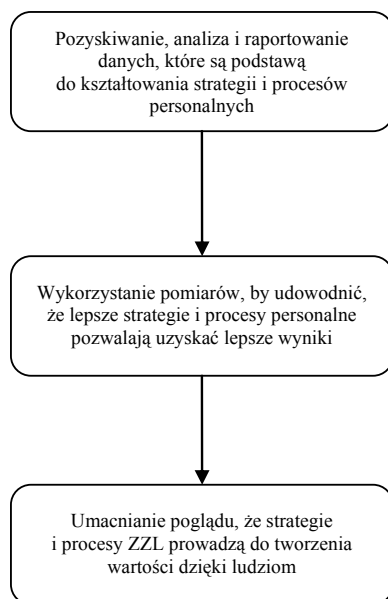 Pozyskiwanie, analiza i raportowanie
danych, które są podstawą
do kształtowania strategii i procesów
personalnych
Wykorzystanie pomiarów, by udowodnić,
że lepsze strategie i procesy personalne
pozwalają uzyskać lepsze wyniki
Umacnianie poglądu, że strategie
i procesy ZZL prowadzą do tworzenia
wartości dzięki ludziom